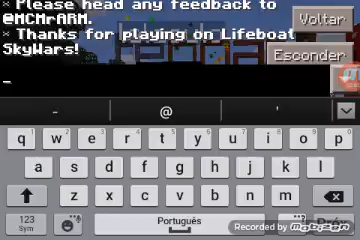 * Please head any feedback to
@MCMrARM.
* Thanks for playing on Lifeboat
SkyWars!
Voltar
Esconder
-
- @ '
q w e r t y u i o p
a s d f g h j k l
z x c v b n m
123
Sym
Português
Recorded by mobizen